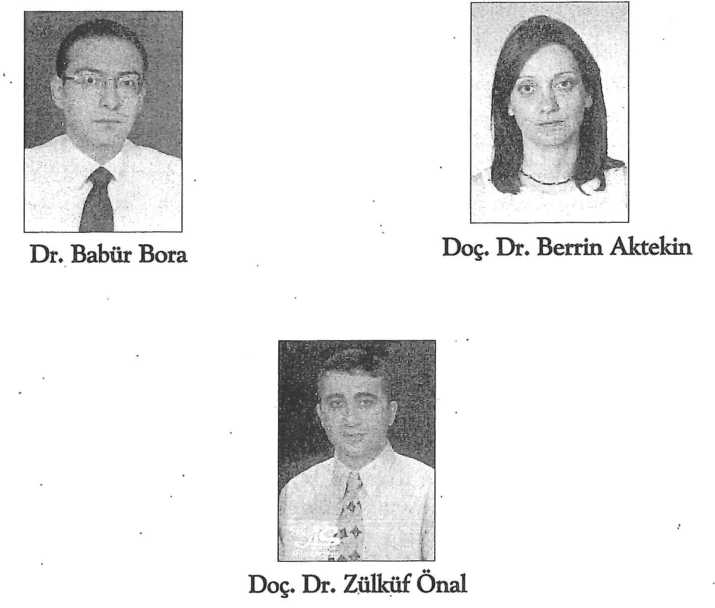 Dr. Babür Bora
Doç. Dr. Berrin Aktekin
Doç. Dr. Zülküf Önal